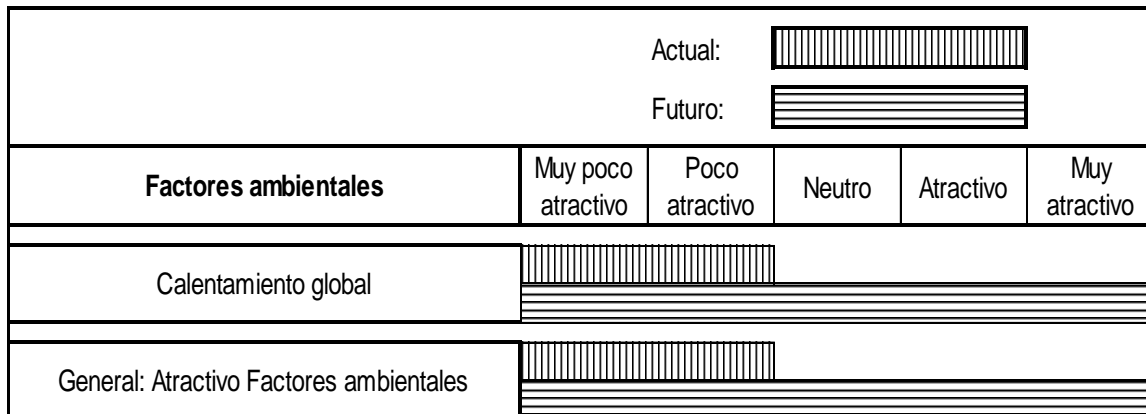 Actual:
Futuro:
Factores ambientales
Muy poco
atractivo
Poco
atractivo
Neutro
Atractivo
Muy
atractivo
Calentamiento global
General: Atractivo Factores ambientales